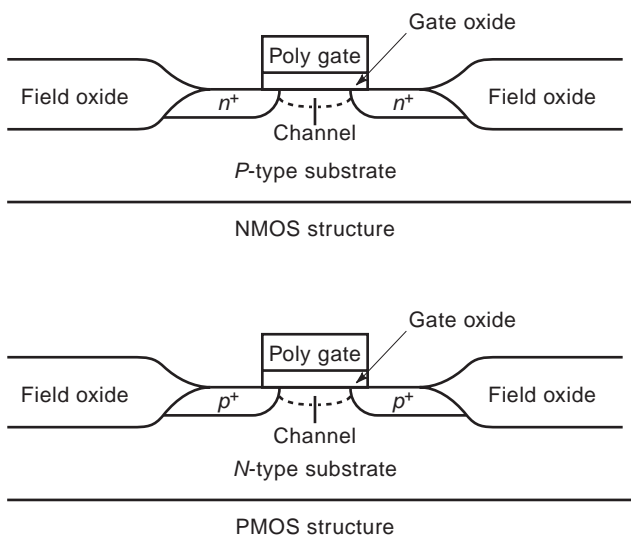 Gate oxide
Poly gate
Field oxide
n+
n+
Field oxide
Channel
P-type substrate
NMOS structure
Gate oxide
Poly gate
Field oxide
p+
p+
Field oxide
Channel
N-type substrate
PMOS structure